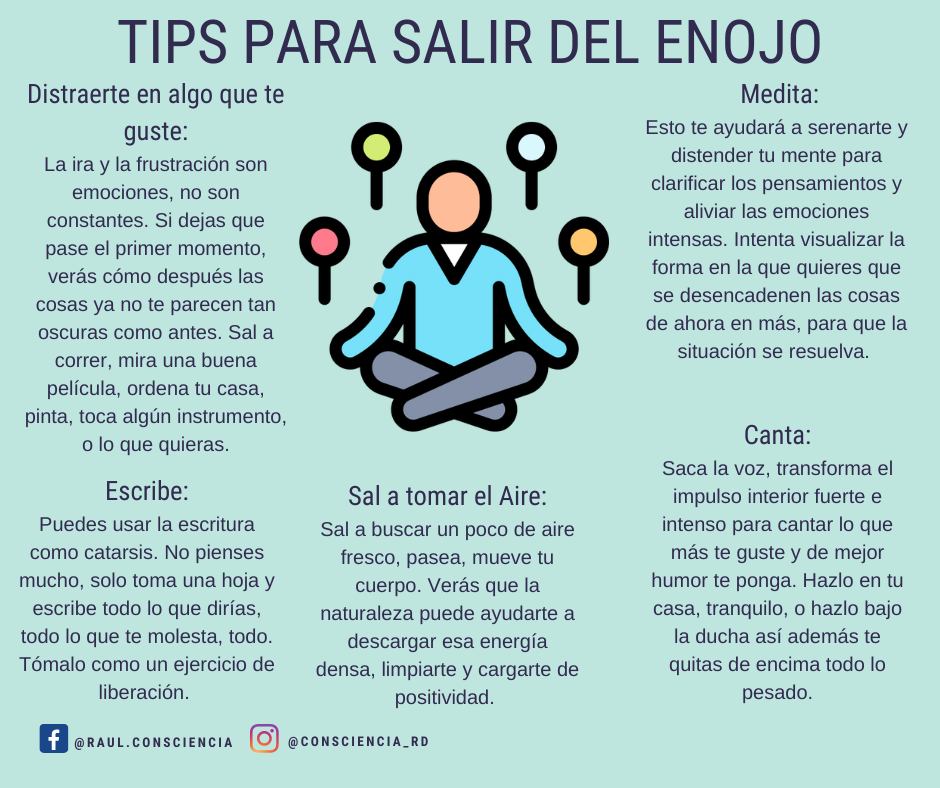 TIPS PARA SALIR DEL ENOJO
Distraerte en algo que te
guste:
La ira y la frustración son
emociones, no son
constantes. Si dejas que
pase el primer momento,
verás cómo después las
cosas ya no te parecen tan
oscuras como antes. Sal a
correr, mira una buena
película, ordena tu casa,
pinta, toca algún instrumento,
o lo que quieras.
Medita:
Esto te ayudará a serenarte y
distender tu mente para
clarificar los pensamientos y
aliviar las emociones
intensas. Intenta visualizar la
forma en la que quieres que
se desencadenen las cosas
de ahora en más, para que la
situación se resuelva.
Escribe:
Puedes usar la escritura
como catarsis. No pienses
mucho, solo toma una hoja y
escribe todo lo que dirías,
todo lo que te molesta, todo.
Tómalo como un ejercicio de
liberación.
Sal a tomar el Aire:
Sal a buscar un poco de aire
fresco, pasea, mueve tu
cuerpo. Verás que la
naturaleza puede ayudarte a
descargar esa energía
densa, limpiarte y cargarte de
positividad.
Canta:
Saca la voz, transforma el
impulso interior fuerte e
intenso para cantar lo que
más te guste y de mejor
humor te ponga. Hazlo en tu
casa, tranquilo, o hazlo bajo
la ducha así además te
quitas de encima todo lo
pesado.
@RAUL.CONSCIENCIA
@CONSCIENCIA_RD